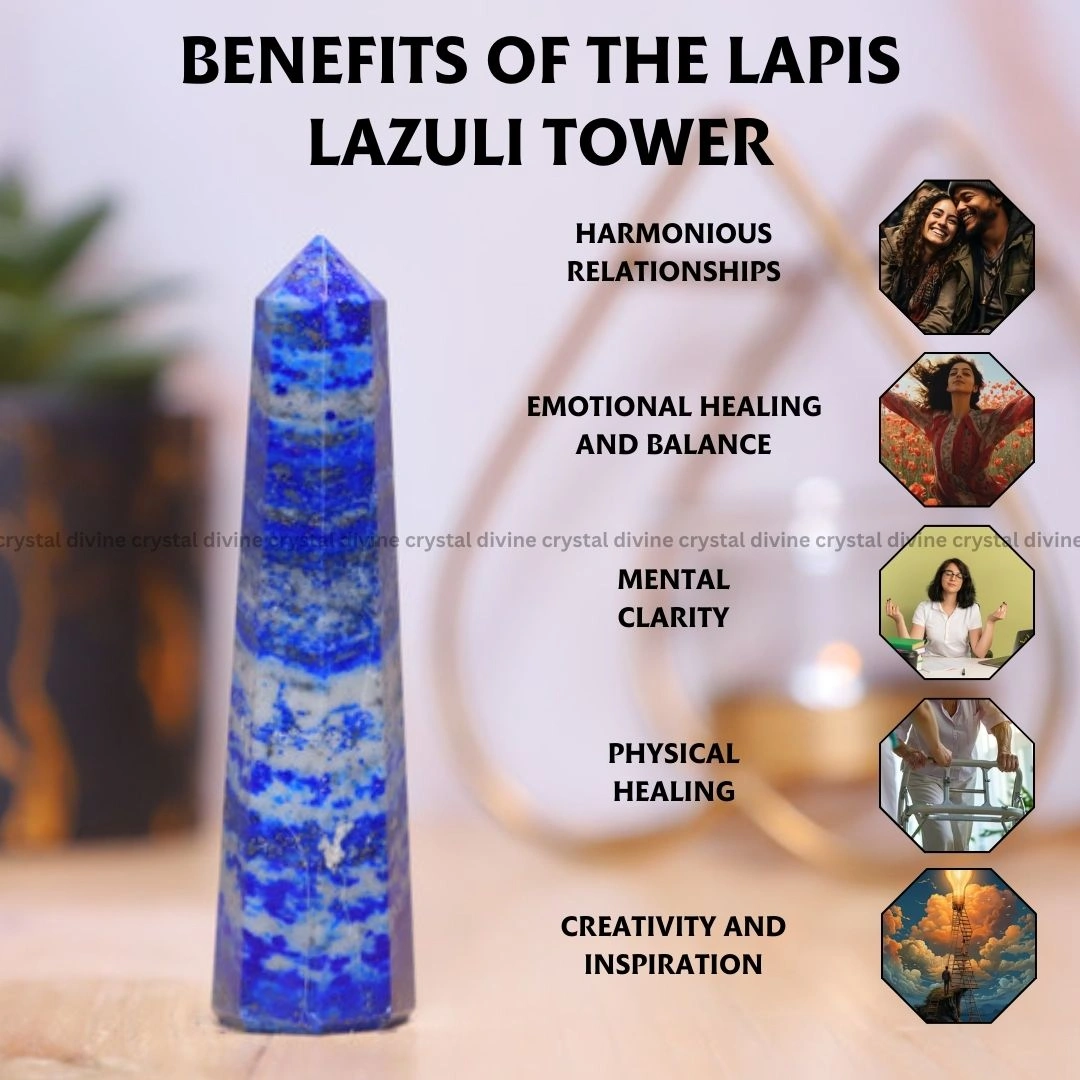 BENEFITS OF THE LAPIS
LAZULI TOWER
HARMONIOUS
RELATIONSHIPS
EMOTIONAL HEALING
AND BALANCE
crystal divine crystal divine crystal divine crystal divine crystal divine crystal divine crystal divine crystal divine
MENTAL
CLARITY
PHYSICAL
HEALING
CREATIVITY AND
INSPIRATION